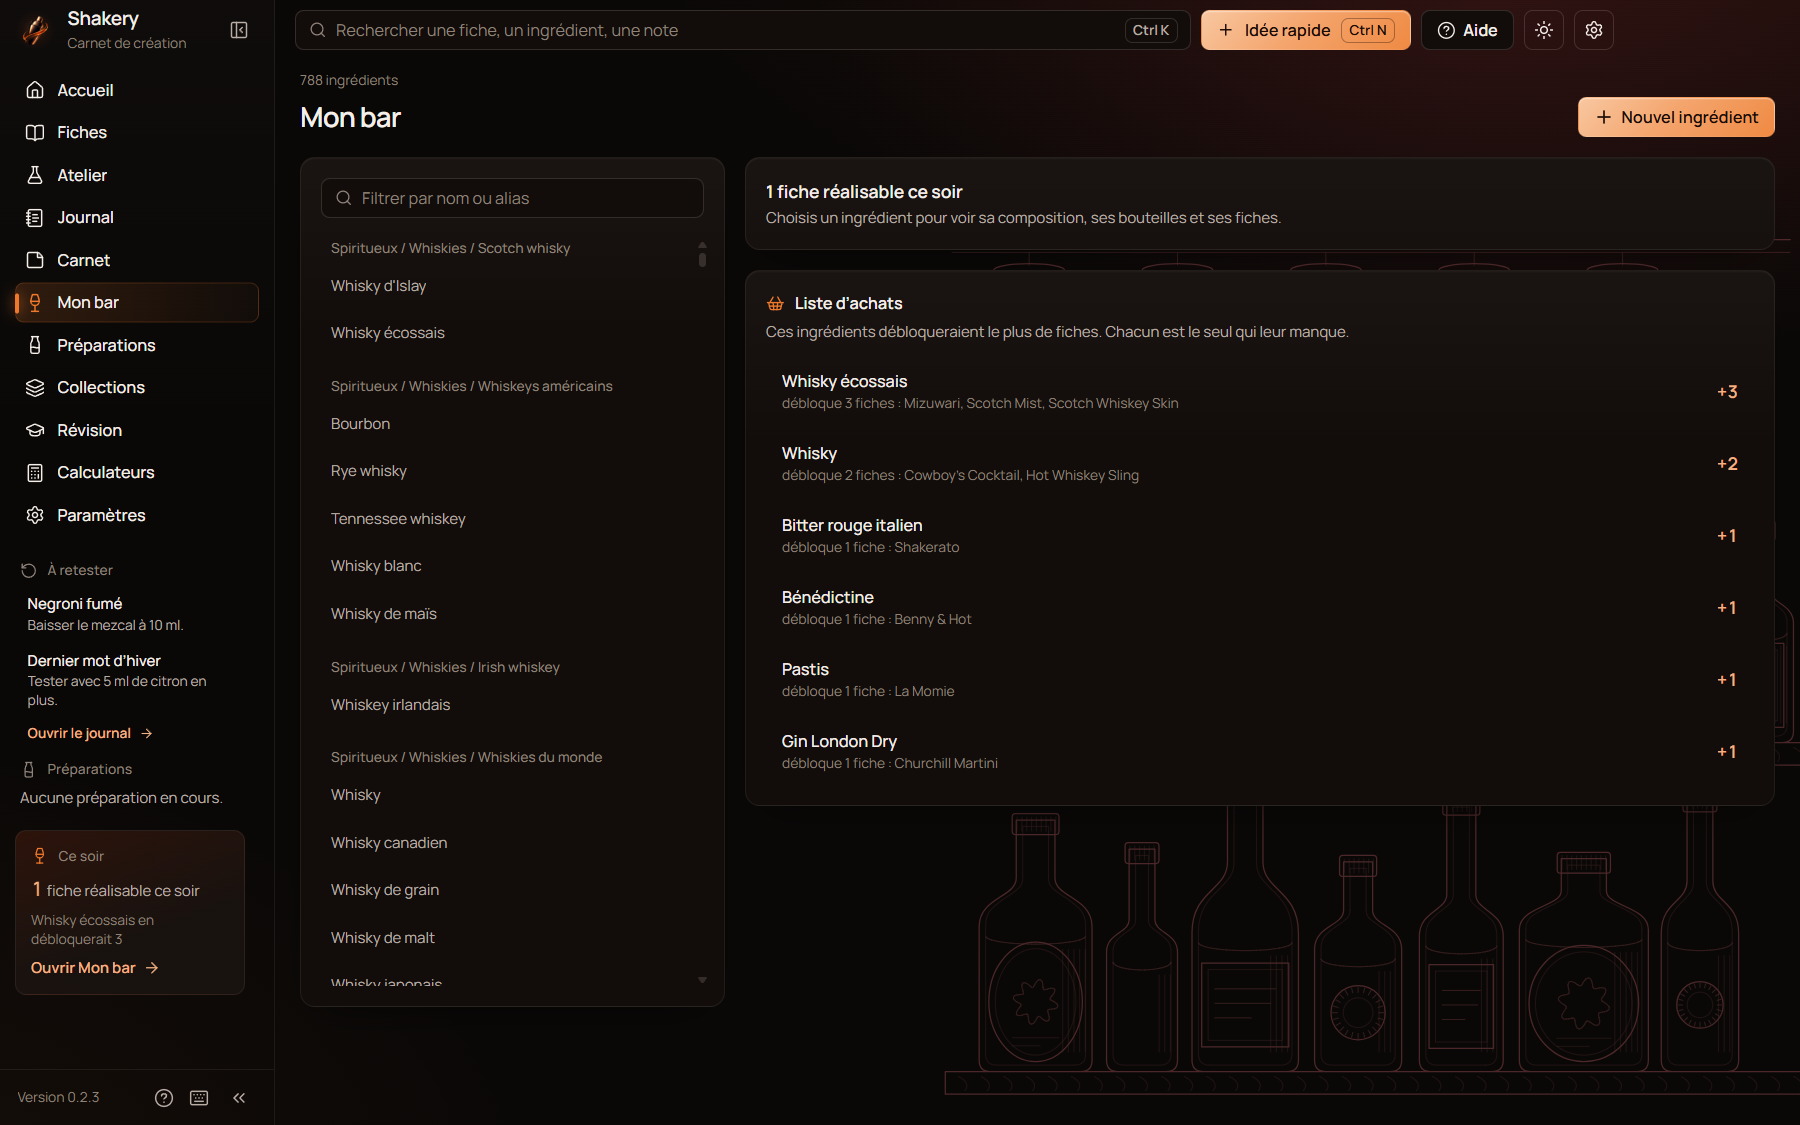 Shakery
Carnet de création
Accueil
Fiches
Atelier
Journal
Carnet
Mon bar
Préparations
Collections
Révision
Calculateurs
Paramètres
À retester
Negroni fumé
Baisser le mezcal à 10 ml.
Dernier mot d'hiver
Tester avec 5 ml de citron en
plus.
Ouvrir le journal
Préparations
Aucune préparation en cours.
Ce soir
1 fiche réalisable ce soir
Whisky écossais en
débloquerait 3
Ouvrir Mon bar
Version 0.2.3
Rechercher une fiche, un ingrédient, une note
Ctrl K
+ Idée rapide Ctrl N
Aide
788 ingrédients
Mon bar
+ Nouvel ingrédient
Filtrer par nom ou alias
Spiritueux / Whiskies / Scotch whisky
Whisky d'Islay
Whisky écossais
Spiritueux / Whiskies / Whiskeys américains
Bourbon
Rye whisky
Tennessee whiskey
Whisky blanc
Whisky de maïs
Spiritueux / Whiskies / Irish whiskey
Whiskey irlandais
Spiritueux / Whiskies / Whiskies du monde
Whisky
Whisky canadien
Whisky de grain
Whisky de malt
Whisky japonais
1 fiche réalisable ce soir
Choisis un ingrédient pour voir sa composition, ses bouteilles et ses fiches.
Liste d'achats
Ces ingrédients débloqueraient le plus de fiches. Chacun est le seul qui leur manque.
Whisky écossais
débloque 3 fiches : Mizuwari, Scotch Mist, Scotch Whiskey Skin
+3
Whisky
débloque 2 fiches : Cowboy's Cocktail, Hot Whiskey Sling
+2
Bitter rouge italien
débloque 1 fiche : Shakerato
+1
Bénédictine
débloque 1 fiche : Benny & Hot
+1
Pastis
débloque 1 fiche : La Momie
+1
Gin London Dry
débloque 1 fiche : Churchill Martini
+1